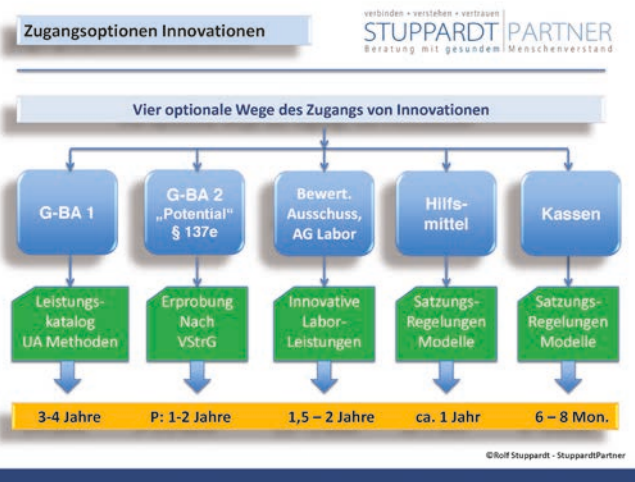 Zugangsoptionen Innovationen
verbinden • verstehen • vertrauen
STUPPARDT PARTNER
Beratung mit gesundem Menschenverstand
Vier optionale Wege des Zugangs von Innovationen
G-BA 1
G-BA 2
„Potential“
§ 137e
Bewert.
Ausschuss,
AG Labor
Hilfs-
mittel
Kassen
Leistungs-
katalog
UA Methoden
Erprobung
Nach
VStrG
Innovative
Labor-
Leistungen
Satzungs-
Regelungen
Modelle
Satzungs-
Regelungen
Modelle
3-4 Jahre
P: 1-2 Jahre
1,5 – 2 Jahre
ca. 1 Jahr
6 – 8 Mon.
©Rolf Stuppardt - StuppardtPartner